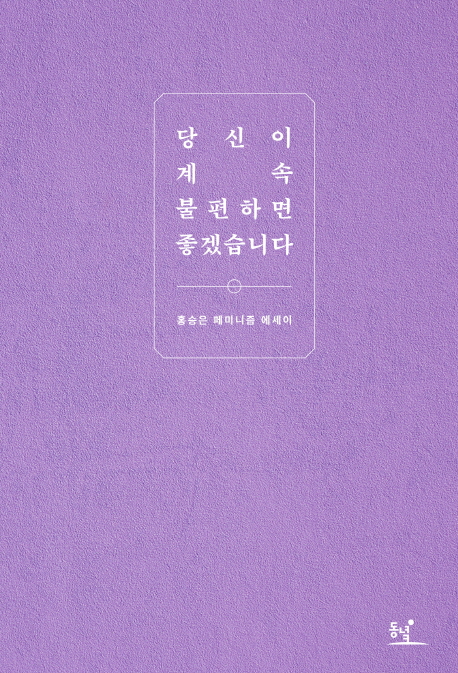 당신이
계속
불편하면
좋겠습니다
홍승은 페미니즘 에세이
동녘